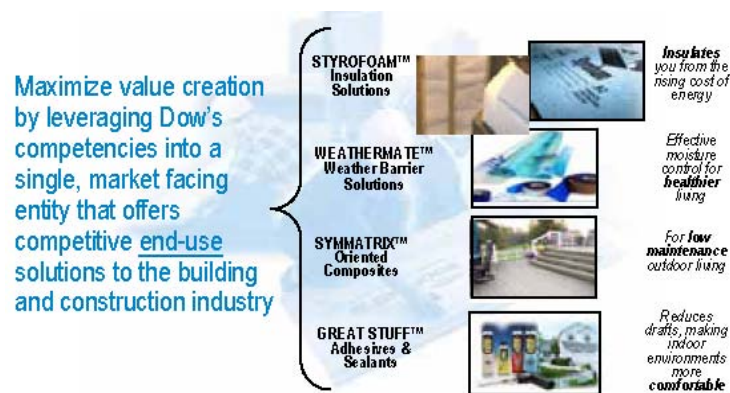 Maximize value creation
by leveraging Dow's
competencies into a
single, market facing
entity that offers
competitive end-use
solutions to the building
and construction industry
STYROFOAM™
Insulation
Solutions
Insulates
you from the
rising cost of
energy
WEATHERMATE™
Weather Barrier
Solutions
Effective
moisture
control for
healthier
living
SYMMATRIX™
Oriented
Composites
For low
maintenance
outdoor living
GREAT STUFF™
Adhesives &
Sealants
Reduces
drafts, making
indoor
environments
more
comfortable